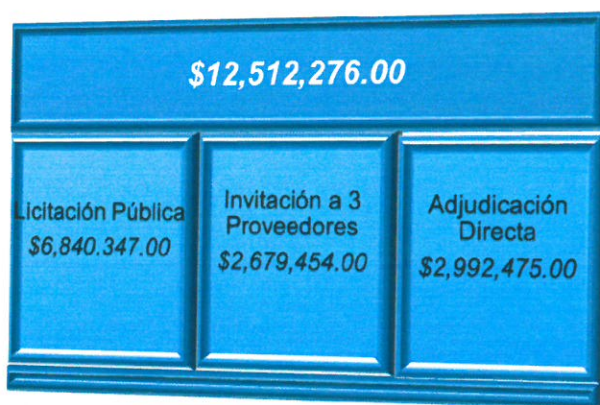 $12,512,276.00
Licitación Pública
$6,840.347.00
Invitación a 3
Proveedores
$2,679,454.00
Adjudicación
Directa
$2,992,475.00